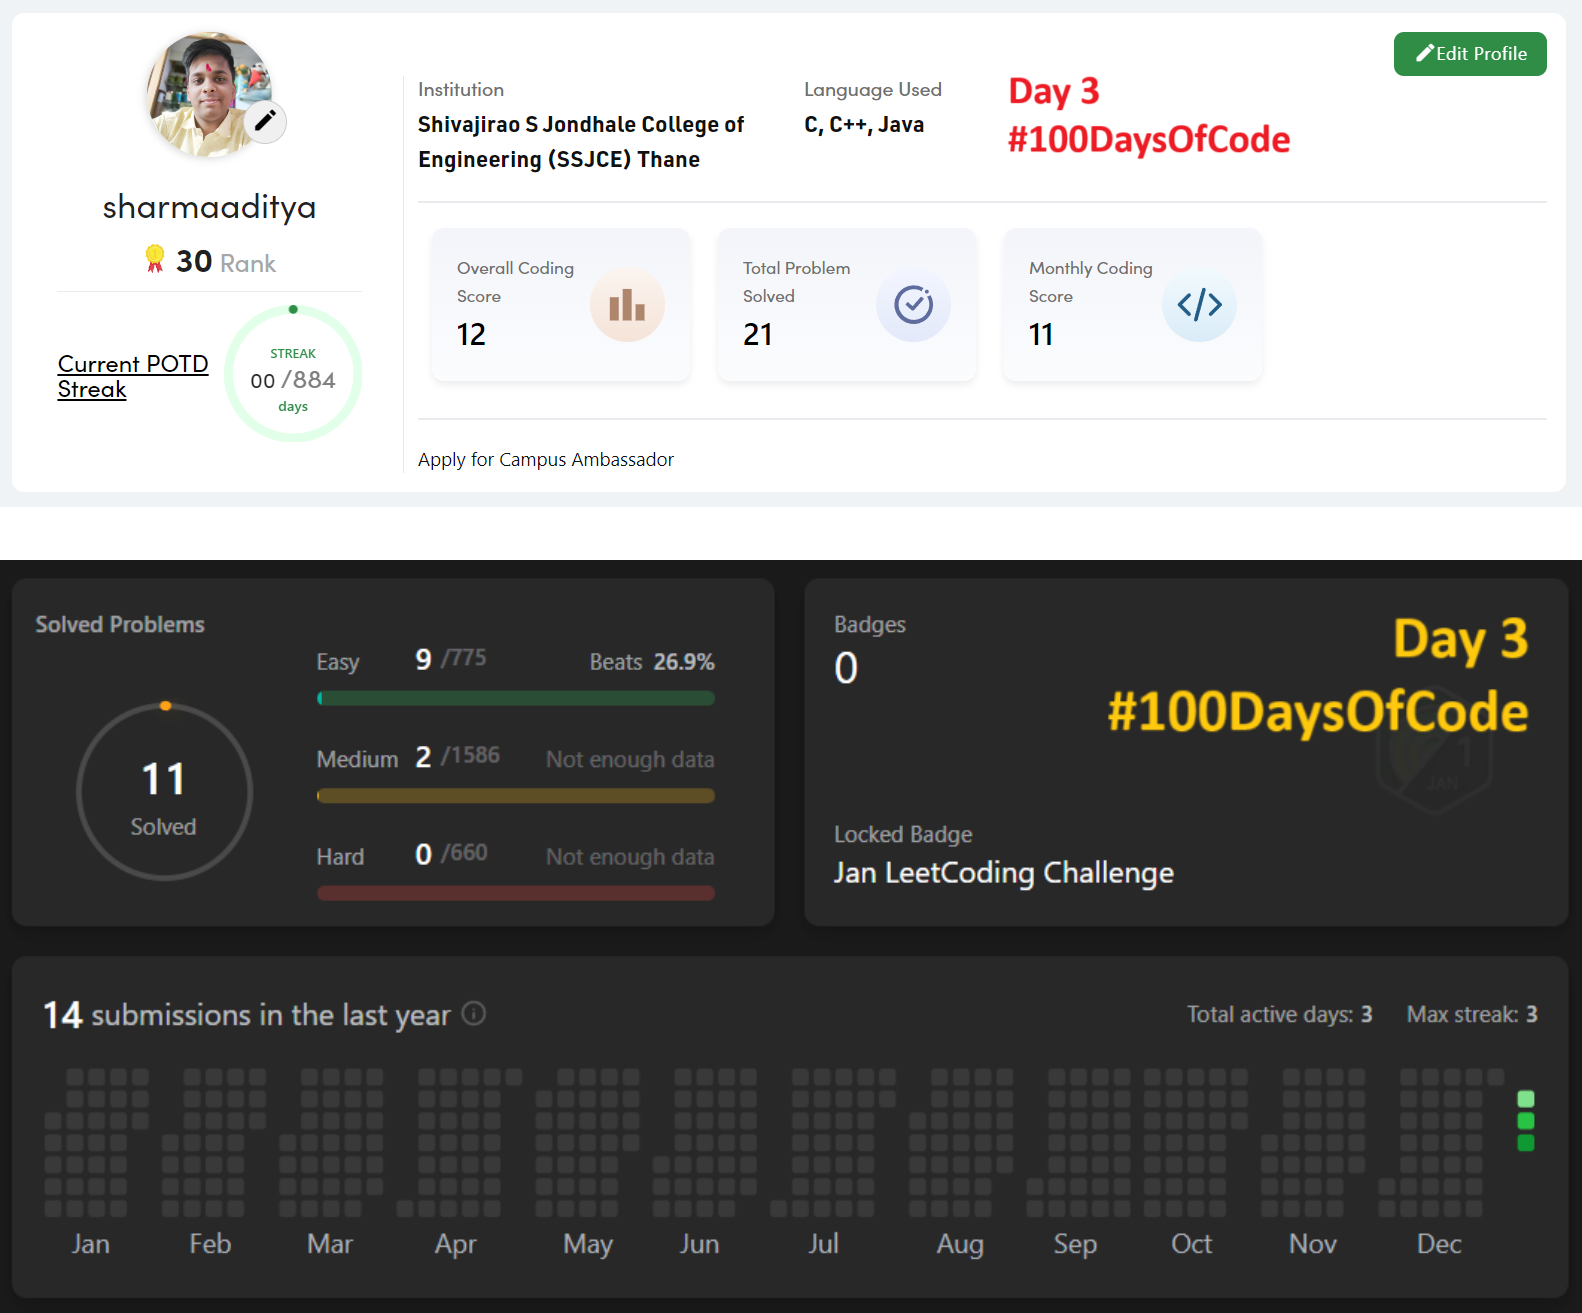 Edit Profile
Institution
Shivajirao S Jondhale College of
Engineering (SSJCE) Thane
Language Used
C, C++, Java
Day 3
#100DaysOfCode
sharmaaditya
30 Rank
Current POTD
Streak
STREAK
00 /884
days
Overall Coding
Score
12
Total Problem
Solved
21
Monthly Coding
Score
11
Apply for Campus Ambassador
Solved Problems
11
Solved
Easy 9 /775 Beats 26.9%
Medium 2 /1586 Not enough data
Hard 0 /660 Not enough data
Badges
0
Day 3
#100DaysOfCode
1
JAN
Locked Badge
Jan LeetCoding Challenge
14 submissions in the last year
Total active days: 3 Max streak: 3
Jan Feb Mar Apr May Jun Jul Aug Sep Oct Nov Dec